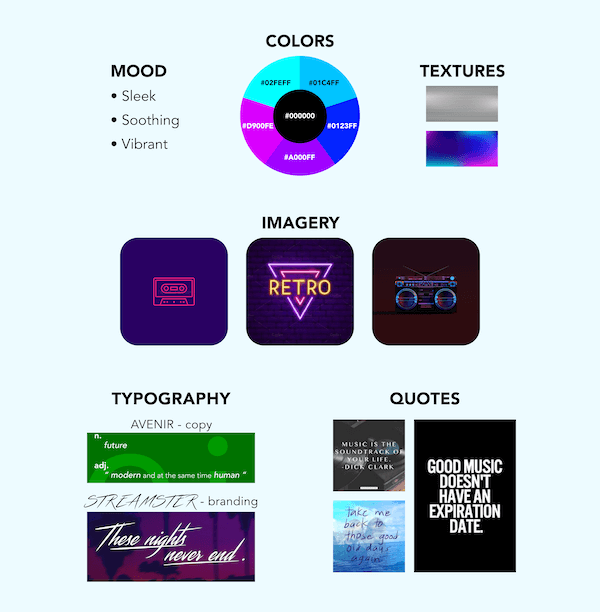 COLORS
MOOD
• Sleek
• Soothing
• Vibrant
#02FEFF
#01C4FF
#000000
#D900FE
#0123FF
#A000FF
TEXTURES
IMAGERY
RETRO
TYPOGRAPHY
AVENIR - copy
n.
future
adj.
“ modern and at the same time human “
STREAMSTER - branding
These nights
never end.
QUOTES
MUSIC IS THE
SOUNDTRACK OF
YOUR LIFE.
-DICK CLARK
take me
back to
those good
old days
again
GOOD MUSIC
DOESN'T
HAVE AN
EXPIRATION
DATE.